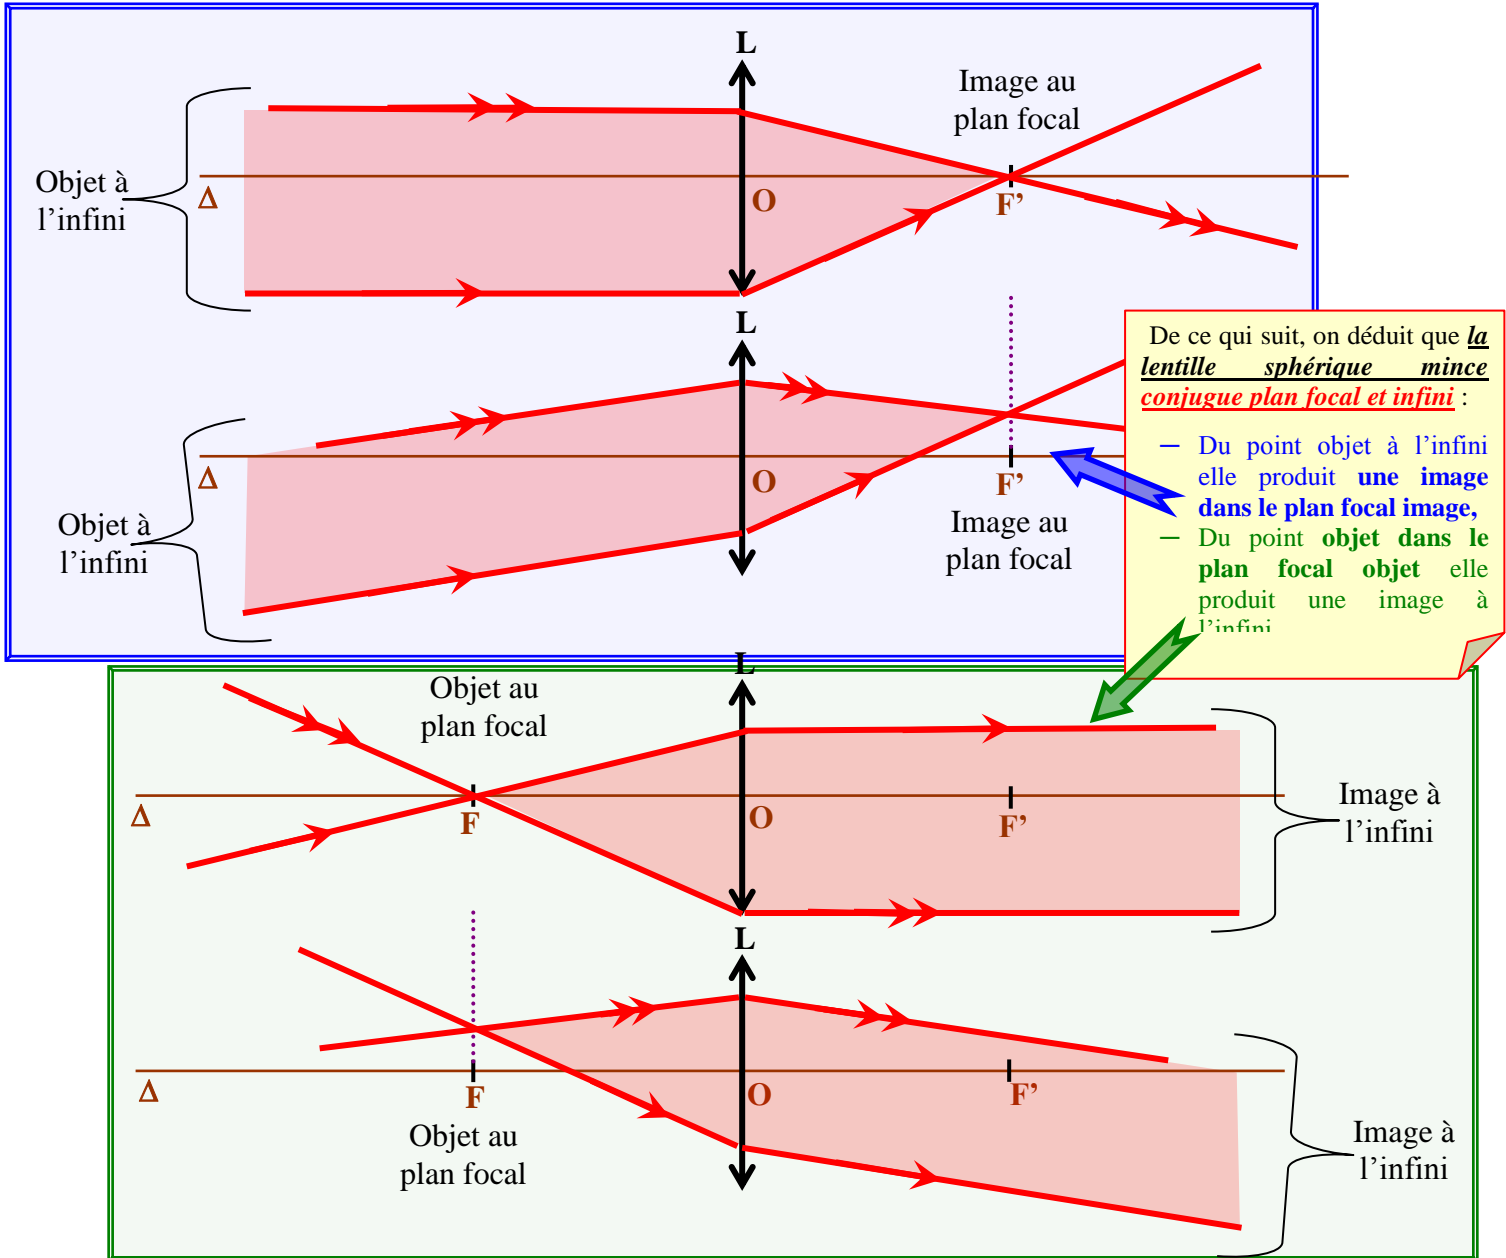 L
Image au
plan focal
Objet à
l’infini
Δ
O
F’
L
De ce qui suit, on déduit que la
lentille sphérique mince
conjugue plan focal et infini :
— Du point objet à l’infini
elle produit une image
dans le plan focal image,
— Du point objet dans le
plan focal objet elle
produit une image à
l’infini
Δ
O
F’
Objet à
l’infini
Image au
plan focal
L
Objet au
plan focal
Δ
F
O
F’
Image à
l’infini
L
Δ
F
O
F’
Objet au
plan focal
Image à
l’infini